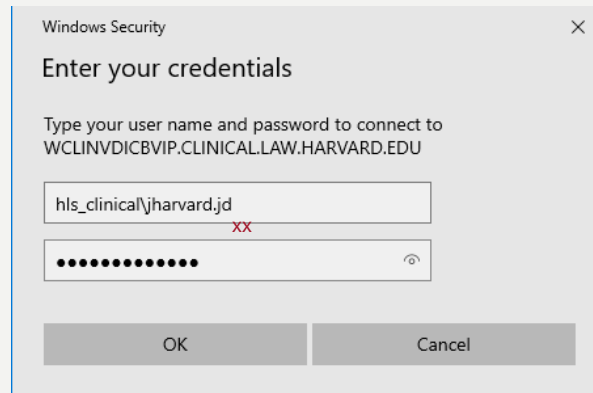 Windows Security
Enter your credentials
Type your user name and password to connect to
WCLINVDICBVIP.CLINICAL.LAW.HARVARD.EDU
hls_clinical\jharvard.jd
xx
●●●●●●●●●●●●●
OK
Cancel